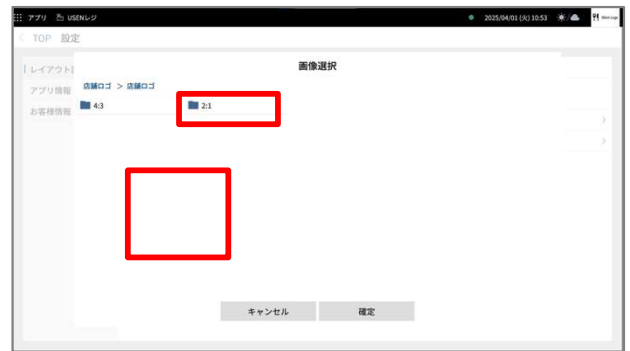 アプリ USENレジ 2025/04/01 (火) 10:53
TOP 設定
画像選択
レイアウト
アプリ情報
お客様情報
店舗ロゴ > 店舗ロゴ
4:3 2:1
キャンセル 確定